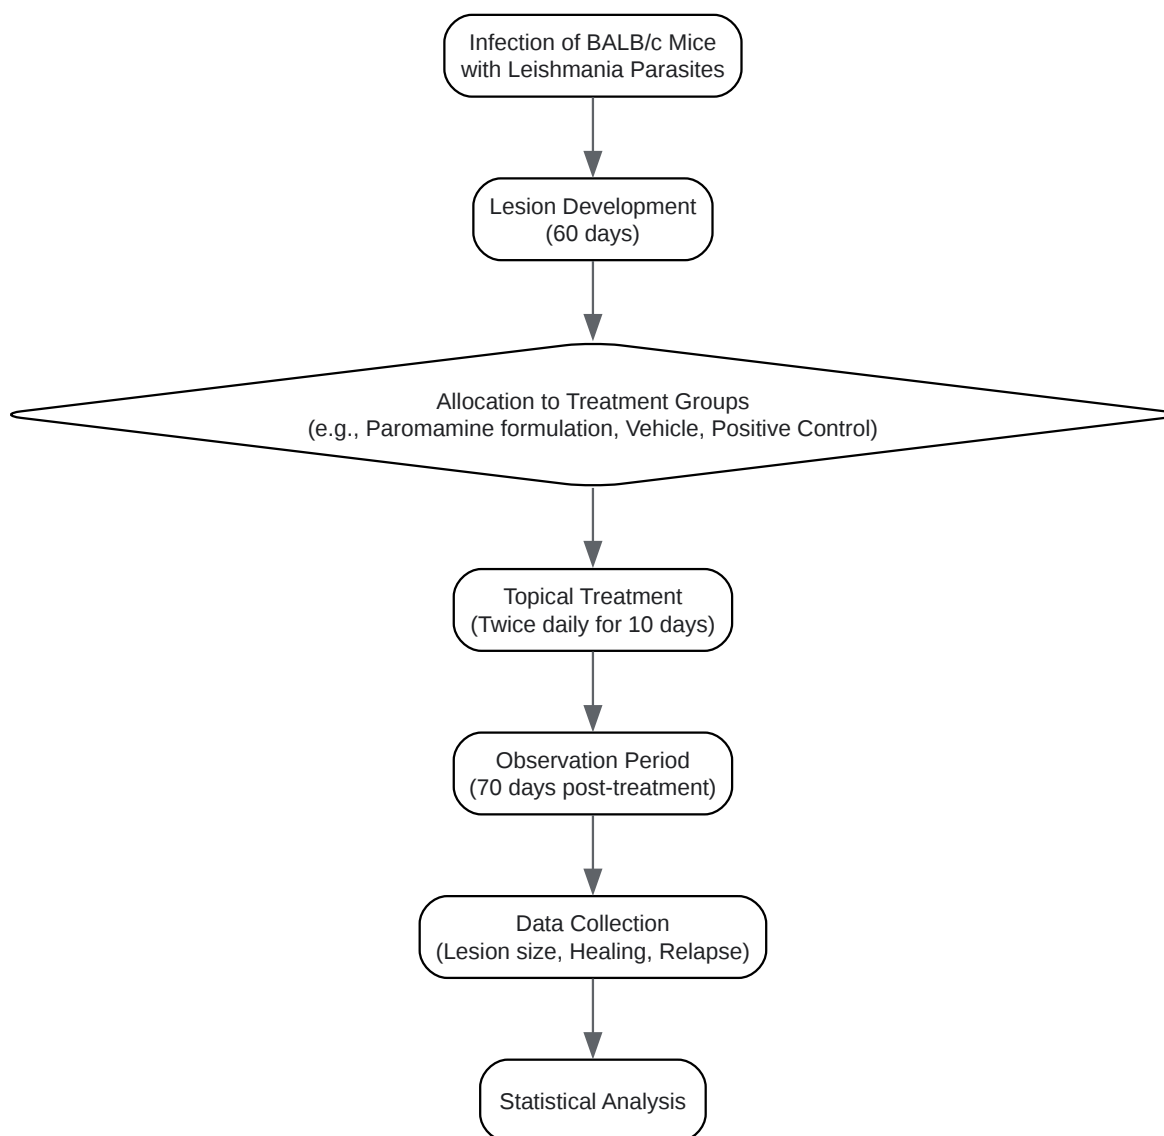 Infection of BALB/c Mice
with Leishmania Parasites
Lesion Development
(60 days)
Allocation to Treatment Groups
(e.g., Paromamine formulation, Vehicle, Positive Control)
Topical Treatment
(Twice daily for 10 days)
Observation Period
(70 days post-treatment)
Data Collection
(Lesion size, Healing, Relapse)
Statistical Analysis